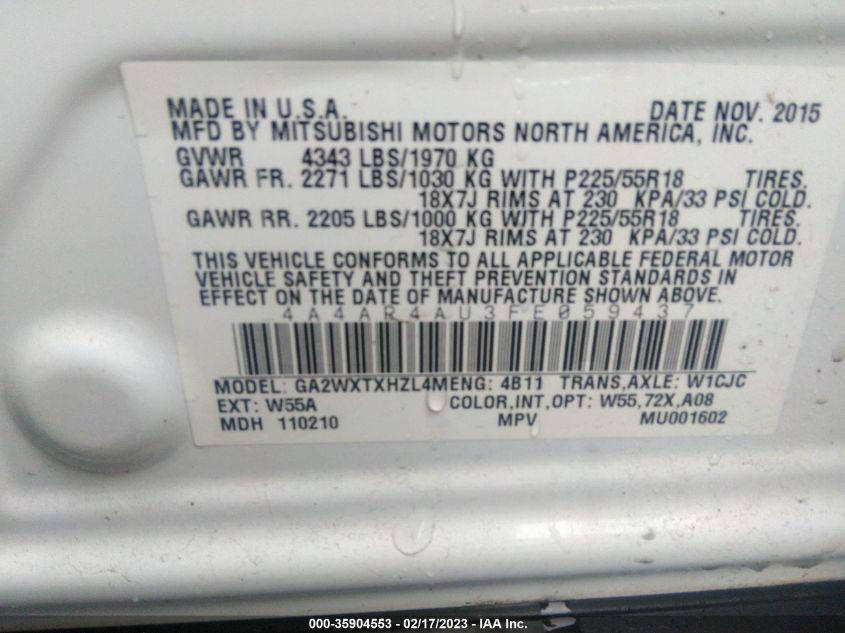 MADE IN U.S.A. DATE NOV. 2015
MFD BY MITSUBISHI MOTORS NORTH AMERICA, INC.
GVWR 4343 LBS/1970 KG
GAWR FR. 2271 LBS/1030 KG WITH P225/55R18 TIRES.
18X7J RIMS AT 230 KPA/33 PSI COLD.
GAWR RR. 2205 LBS/1000 KG WITH P225/55R18 TIRES.
18X7J RIMS AT 230 KPA/33 PSI COLD.
THIS VEHICLE CONFORMS TO ALL APPLICABLE FEDERAL MOTOR
VEHICLE SAFETY AND THEFT PREVENTION STANDARDS IN
EFFECT ON THE DATE OF MANUFACTURE SHOWN ABOVE.
4A4AR4AU3FE059437
MODEL: GA2WXTXHZL4MENG: 4B11 TRANS,AXLE: W1CJC
EXT: W55A COLOR,INT,OPT: W55,72X,A08
MDH 110210 MPV MU001602
000-35904553 - 02/17/2023 - IAA Inc.